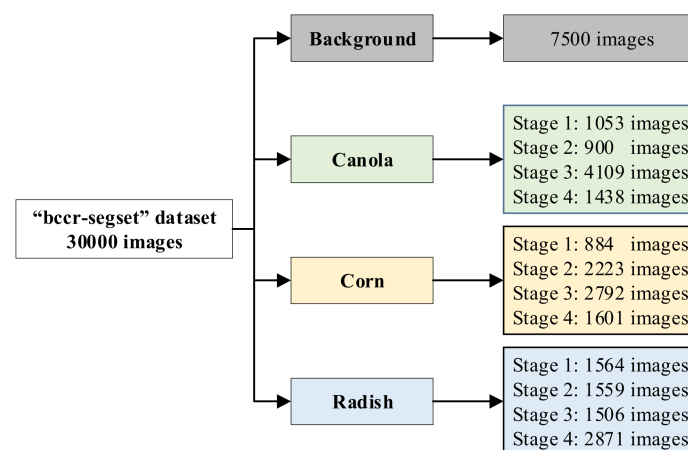 Background
7500 images
Stage 1: 1053 images
Stage 2: 900 images
Canola
Stage 3: 4109 images
Stage 4: 1438 images
“bccr-segset” dataset
30000 images
Stage 1: 884 images
Stage 2: 2223 images
Corn
Stage 3: 2792 images
Stage 4: 1601 images
Stage 1: 1564 images
Stage 2: 1559 images
Radish
Stage 3: 1506 images
Stage 4: 2871 images